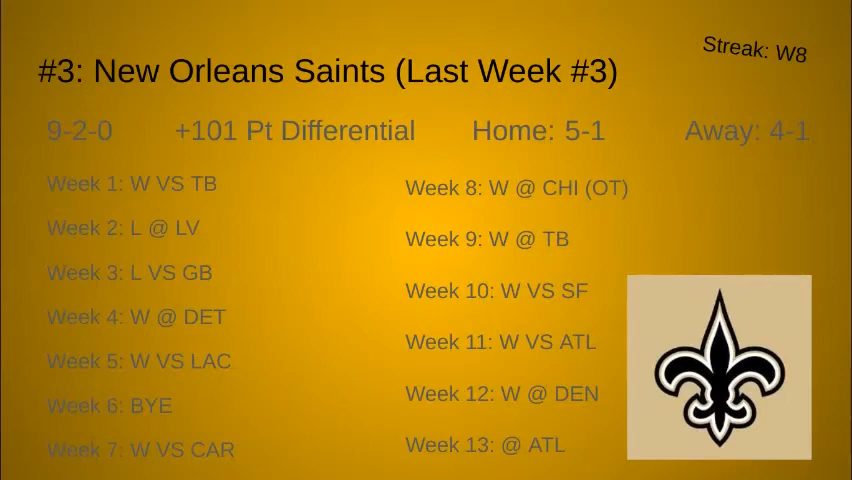 Streak: W8
#3: New Orleans Saints (Last Week #3)
9-2-0 +101 Pt Differential Home: 5-1 Away: 4-1
Week 1: W VS TB
Week 2: L @ LV
Week 3: L VS GB
Week 4: W @ DET
Week 5: W VS LAC
Week 6: BYE
Week 7: W VS CAR
Week 8: W @ CHI (OT)
Week 9: W @ TB
Week 10: W VS SF
Week 11: W VS ATL
Week 12: W @ DEN
Week 13: @ ATL